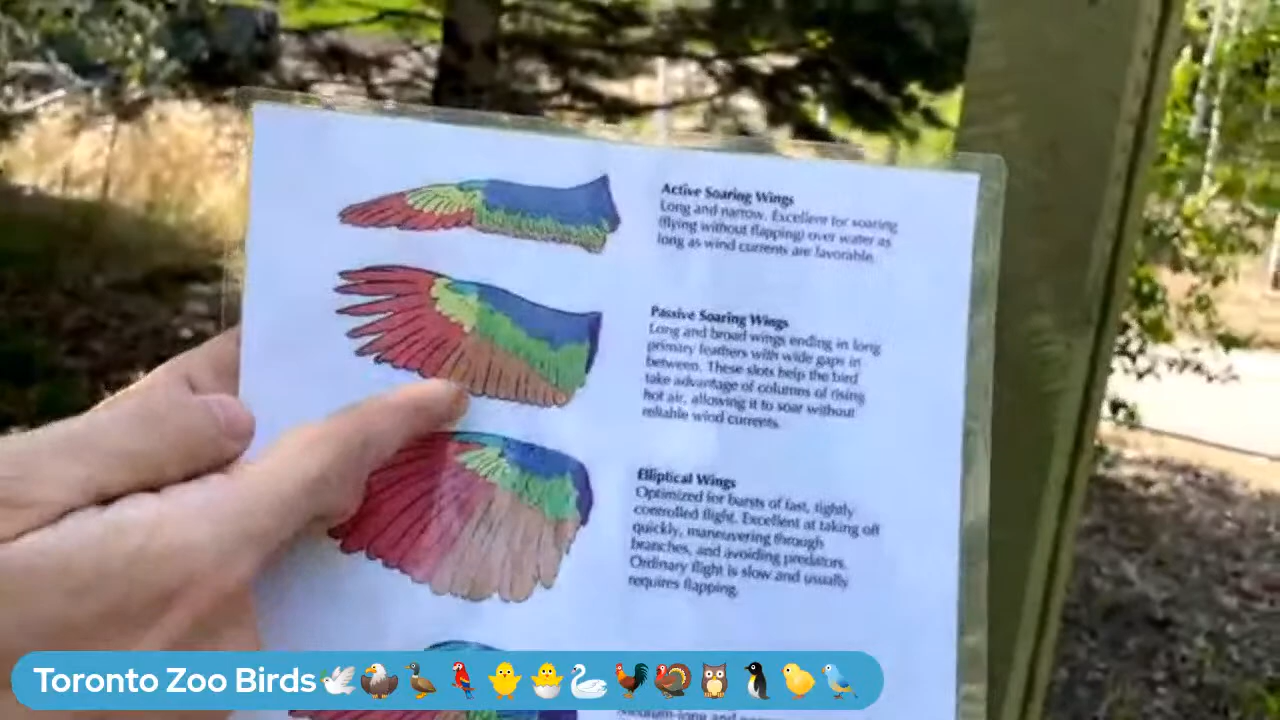 Active Soaring Wings
Long and narrow. Excellent for soaring
(flying without flapping) over water as
long as wind currents are favorable.
Passive Soaring Wings
Long and broad wings ending in long
primary feathers with wide gaps in
between. These slots help the bird
take advantage of columns of rising
hot air, allowing it to soar without
reliable wind currents.
Elliptical Wings
Optimized for bursts of fast, tightly
controlled flight. Excellent at taking off
quickly, maneuvering through
branches, and avoiding predators.
Ordinary flight is slow and usually
requires flapping.
Toronto Zoo Birds